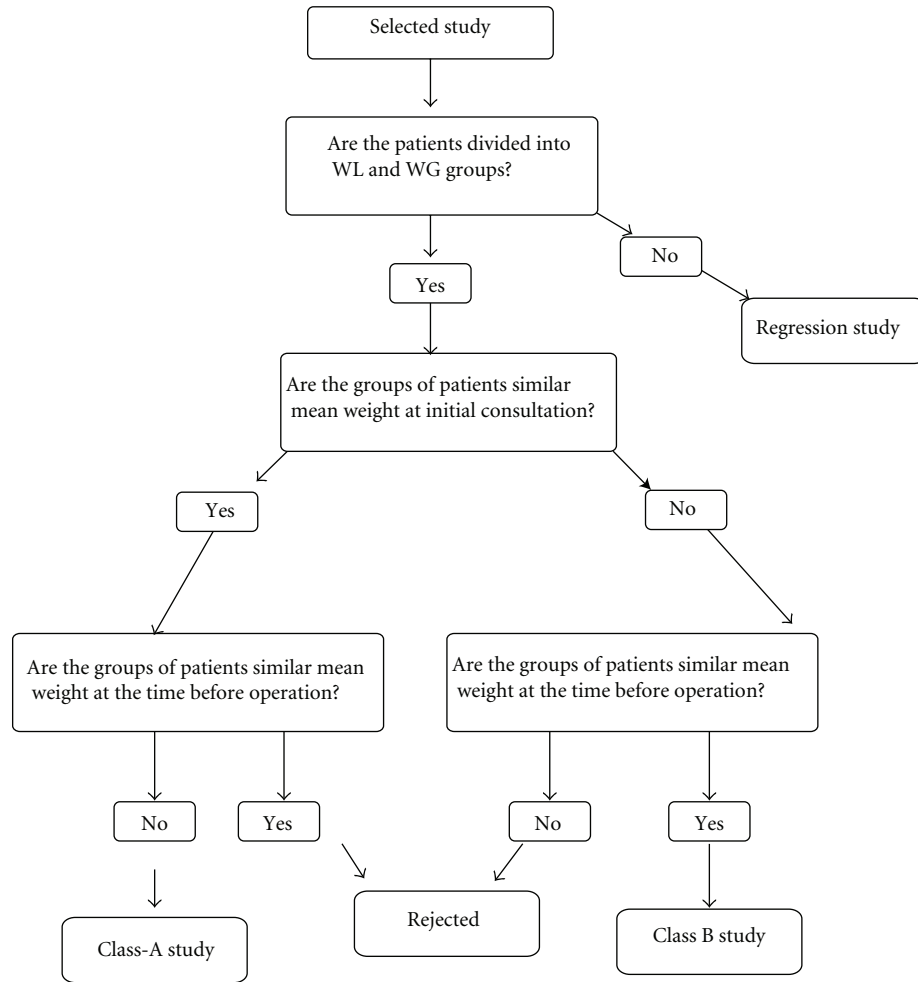 Selected study
Are the patients divided into
WL and WG groups?
No
Yes
Regression study
Are the groups of patients similar
mean weight at initial consultation?
Yes
No
Are the groups of patients similar mean
weight at the time before operation?
Are the groups of patients similar mean
weight at the time before operation?
No
Yes
No
Yes
Class-A study
Rejected
Class B study